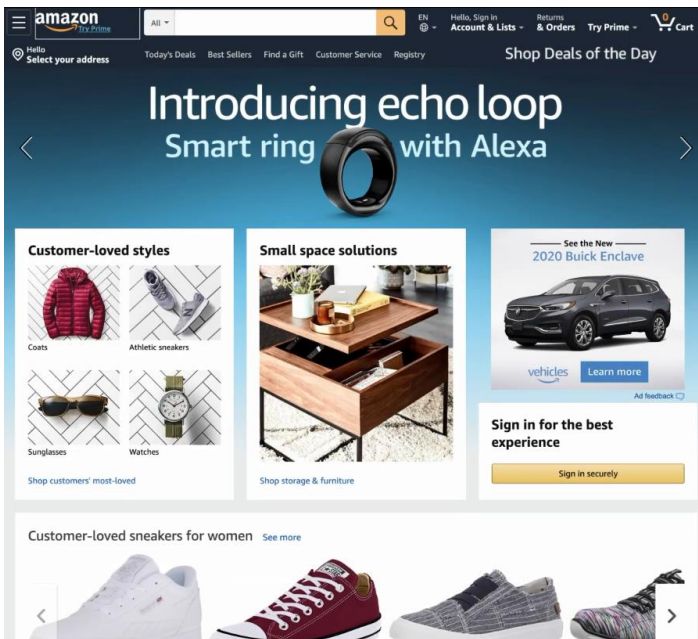 amazon
Try Prime
All
EN
Hello, Sign in
Account & Lists
Returns
& Orders
Try Prime
0
Cart
Hello
Select your address
Today's Deals
Best Sellers
Find a Gift
Customer Service
Registry
Shop Deals of the Day
Introducing echo loop
Smart ring with Alexa
Customer-loved styles
Coats
Athletic sneakers
Sunglasses
Watches
Shop customers' most-loved
Small space solutions
Shop storage & furniture
See the New
2020 Buick Enclave
vehicles
Learn more
Ad feedback
Sign in for the best
experience
Sign in securely
Customer-loved sneakers for women
See more